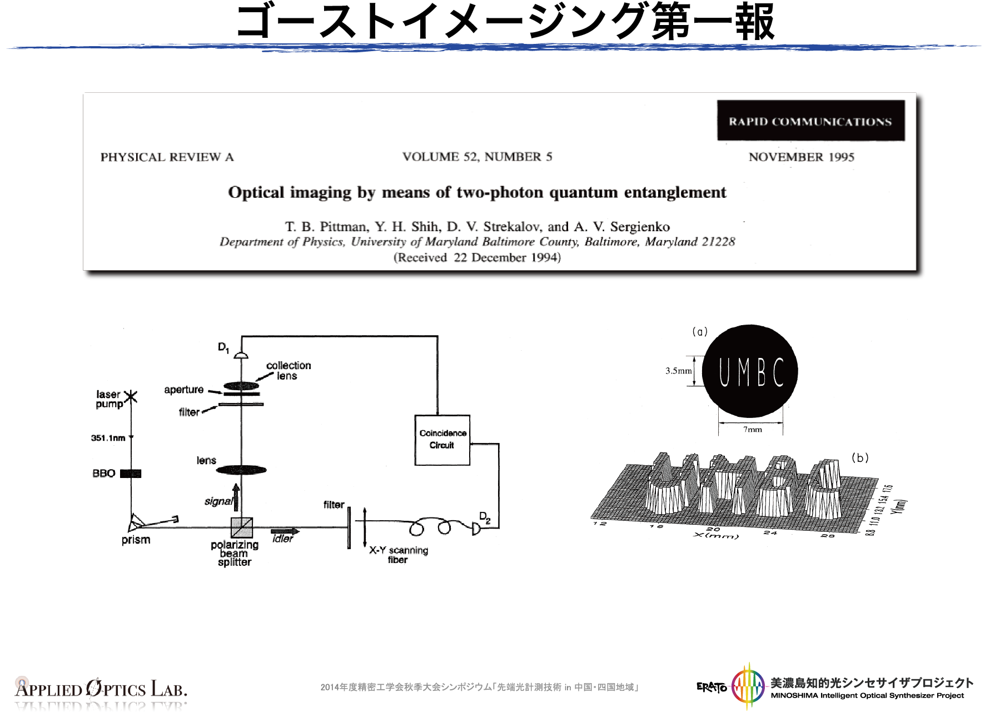 ゴーストイメージング第一報
RAPID COMMUNICATIONS
PHYSICAL REVIEW A
VOLUME 52, NUMBER 5
NOVEMBER 1995
Optical imaging by means of two-photon quantum entanglement
T. B. Pittman, Y. H. Shih, D. V. Strekalov, and A. V. Sergienko
Department of Physics, University of Maryland Baltimore County, Baltimore, Maryland 21228
(Received 22 December 1994)
D1
collection
lens
aperture
filter
laser
pump
351.1nm
BBO
lens
signal
prism
polarizing
beam
splitter
idler
filter
X-Y scanning
fiber
D2
Coincidence
Circuit
(a)
UMBC
3.5mm
7mm
(b)
12
16
20
24
28
X(mm)
8.8
11.0
13.2
15.4
17.6
Y(mm)
APPLIED OPTICS LAB.
2014年度精密工学会秋季大会シンポジウム「先端光計測技術 in 中国・四国地域」
ERATO
美濃島知的光シンセサイザプロジェクト
MINOSHIMA Intelligent Optical Synthesizer Project